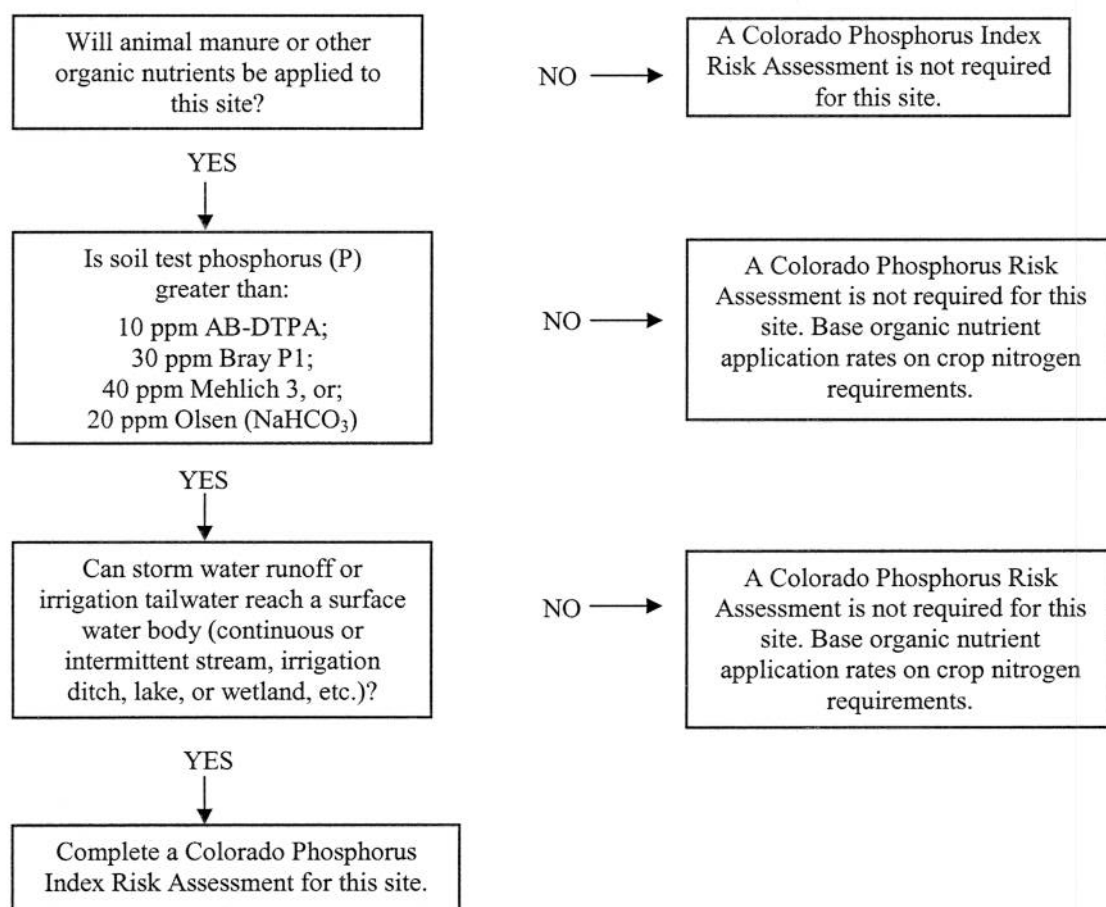 Will animal manure or other
organic nutrients be applied to
this site?
NO
A Colorado Phosphorus Index
Risk Assessment is not required
for this site.
YES
Is soil test phosphorus (P)
greater than:
10 ppm AB-DTPA;
30 ppm Bray P1;
40 ppm Mehlich 3, or;
20 ppm Olsen (NaHCO₃)
NO
A Colorado Phosphorus Risk
Assessment is not required for this
site. Base organic nutrient
application rates on crop nitrogen
requirements.
YES
Can storm water runoff or
irrigation tailwater reach a surface
water body (continuous or
intermittent stream, irrigation
ditch, lake, or wetland, etc.)?
NO
A Colorado Phosphorus Risk
Assessment is not required for this
site. Base organic nutrient
application rates on crop nitrogen
requirements.
YES
Complete a Colorado Phosphorus
Index Risk Assessment for this site.